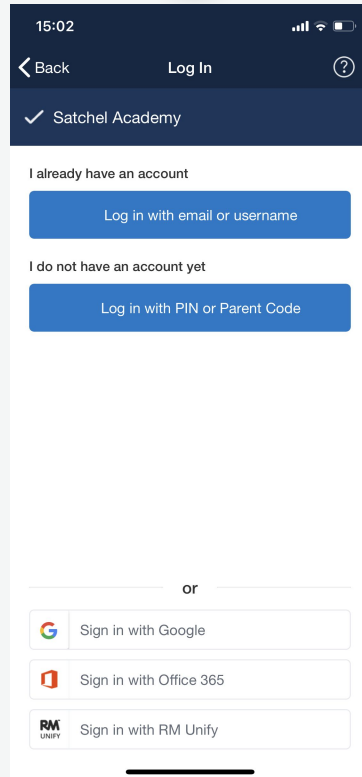 15:02
Back
Log In
?
Satchel Academy
I already have an account
Log in with email or username
I do not have an account yet
Log in with PIN or Parent Code
or
G
Sign in with Google
Sign in with Office 365
RM
UNIFY
Sign in with RM Unify